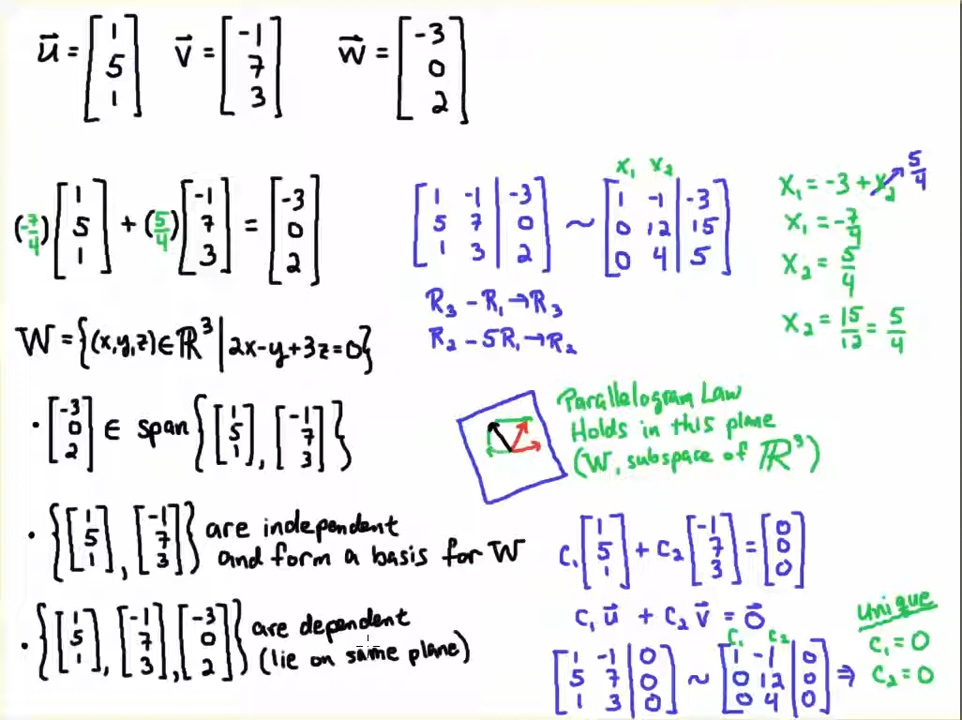 u⃗ = [1; 5; 1]   v⃗ = [-1; 7; 3]   w⃗ = [-3; 0; 2]
(-7/4)[1; 5; 1] + (5/4)[-1; 7; 3] = [-3; 0; 2]
W = {(x,y,z) ∈ ℝ³ | 2x-y+3z=0}
• [-3; 0; 2] ∈ span{[1; 5; 1], [-1; 7; 3]}
• {[1; 5; 1], [-1; 7; 3]} are independent
and form a basis for W
• {[1; 5; 1], [-1; 7; 3], [-3; 0; 2]} are dependent
(lie on same plane)
x₁ x₂
[1 -1 | -3; 5 7 | 0; 1 3 | 2] ~ [1 -1 | -3; 0 12 | 15; 0 4 | 5]
R₃ - R₁ → R₃
R₂ - 5R₁ → R₂
x₁ = -3 + x₂ 5/4
x₁ = -7/4
x₂ = 5/4
x₂ = 15/12 = 5/4
Parallelogram Law
Holds in this plane
(W, subspace of ℝ³)
c₁[1; 5; 1] + c₂[-1; 7; 3] = [0; 0; 0]
c₁u⃗ + c₂v⃗ = 0⃗
c₁ c₂
[1 -1 | 0; 5 7 | 0; 1 3 | 0] ~ [1 -1 | 0; 0 12 | 0; 0 4 | 0] ⇒
Unique
c₁ = 0
c₂ = 0